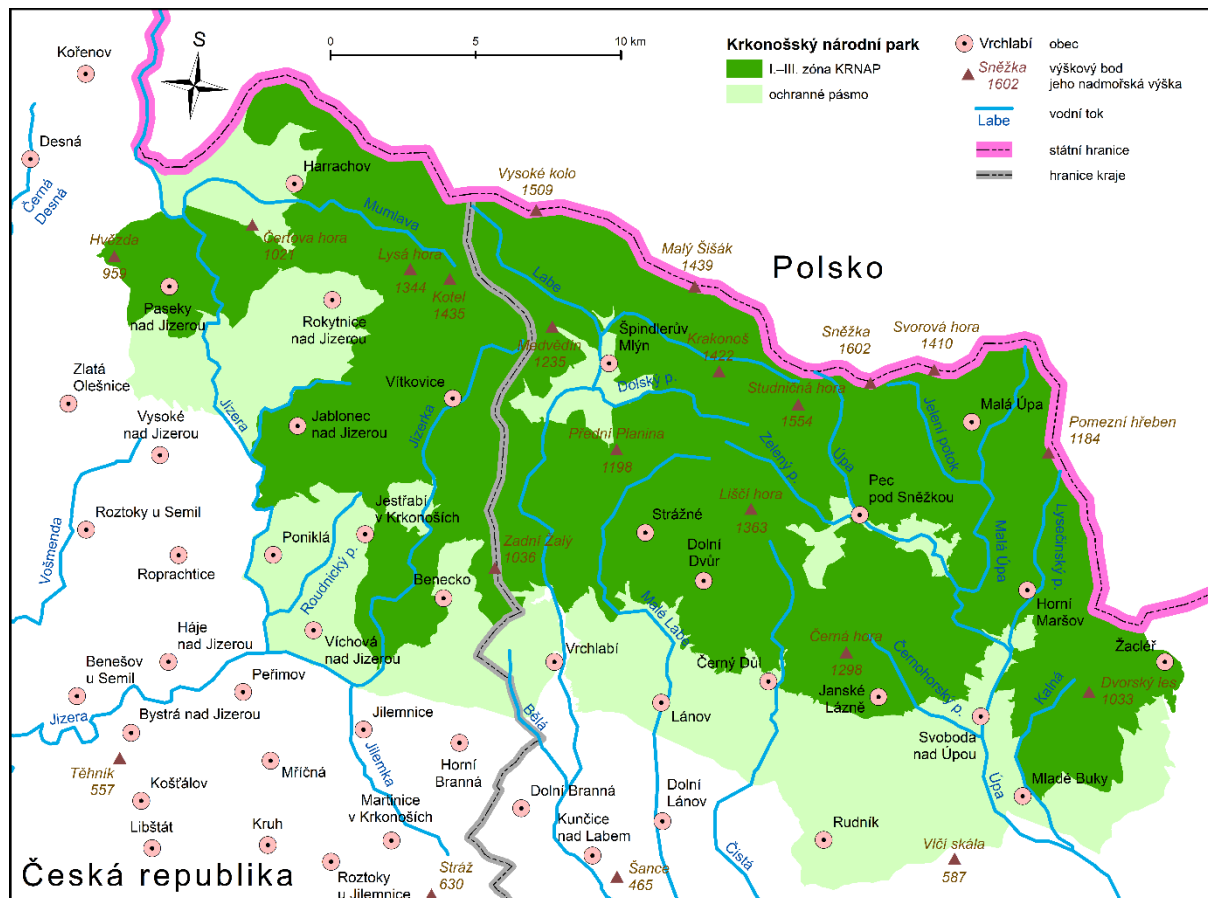 Kořenov
S
0
5
10 km
Krkonošský národní park
I.–III. zóna KRNAP
ochranné pásmo
Vrchlabí
obec
Sněžka
1602
výškový bod
jeho nadmořská výška
Labe
vodní tok
státní hranice
hranice kraje
Desná
Černá
Desná
Harrachov
Vysoké kolo
1509
Mumlava
Hvězda
959
Čertova hora
1021
Lysá hora
1344
Kotel
1435
Malý Šišák
1439
Polsko
Labe
Paseky
nad Jizerou
Rokytnice
nad Jizerou
Medvědín
1235
Špindlerův
Mlýn
Krakonoš
1422
Sněžka
1602
Svorová hora
1410
Zlatá
Olešnice
Vítkovice
Dolský p.
Studničná hora
1554
Vysoké
nad Jizerou
Jizera
Jablonec
nad Jizerou
Jizerka
Přední Planina
1198
Zelený p.
Úpa
Jelení potok
Malá Úpa
Pomezní hřeben
1184
Roztoky u Semil
Vošmenda
Roprachtice
Poniklá
Jestřabí
v Krkonoších
Roudnický p.
Zadní Žalý
1036
Strážné
Liščí hora
1363
Pec
pod Sněžkou
Malá Úpa
Lysečinský p.
Dolní
Dvůr
Benecko
Horní
Maršov
Háje
nad Jizerou
Víchová
nad Jizerou
Malé Labe
Vrchlabí
Černý Důl
Černá hora
1298
Černohorský p.
Žacléř
Benešov
u Semil
Peřimov
Kalná
Dvorský les
1033
Jizera
Bystrá nad Jizerou
Jilemnice
Bělá
Lánov
Janské
Lázně
Svoboda
nad Úpou
Těhník
557
Mříčná
Jilemka
Horní
Branná
Košťálov
Martinice
v Krkonoších
Dolní Branná
Dolní
Lánov
Úpa
Mladé Buky
Libštát
Kruh
Kunčice
nad Labem
Rudník
Čistá
Vlčí skála
587
Česká republika
Roztoky
u Jilemnice
Stráž
630
Šance
465